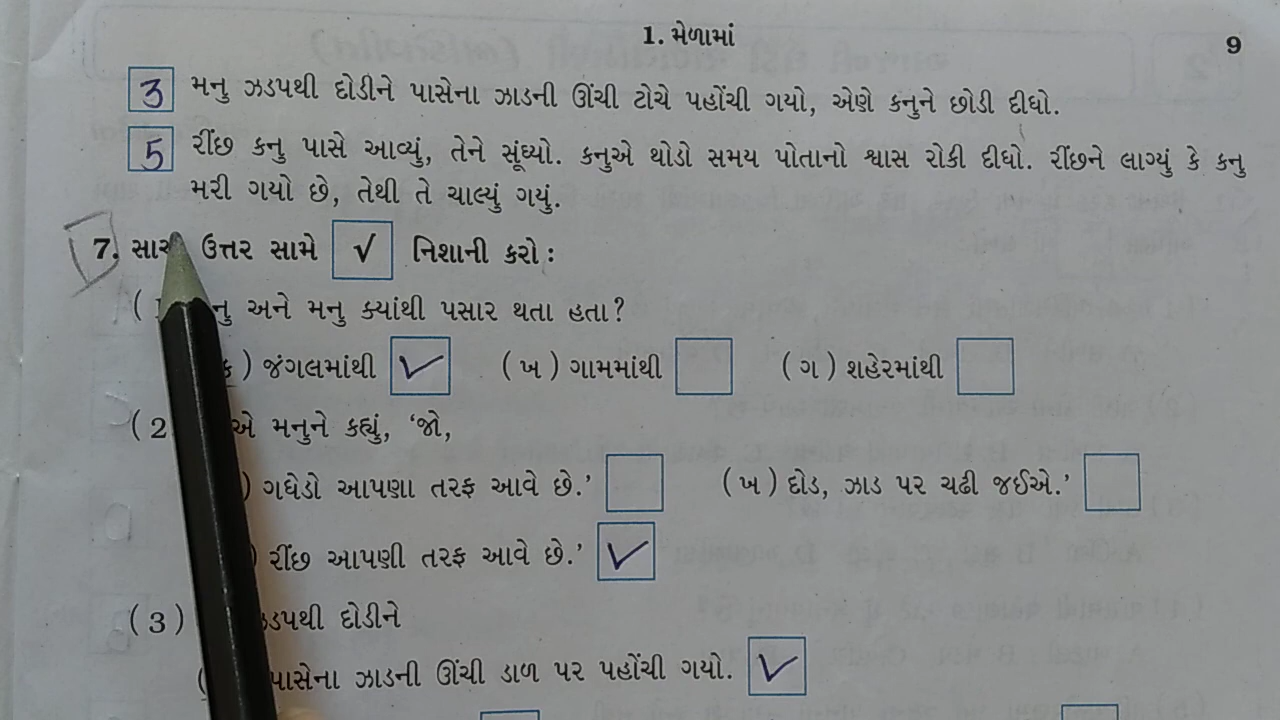 1. મેળામાં
9
3 મનુ ઝડપથી દોડીને પાસેના ઝાડની ઊંચી ટોચે પહોંચી ગયો, એણે કનુને છોડી દીધો.
5 રીંછ કનુ પાસે આવ્યું, તેને સૂંઘ્યો. કનુએ થોડો સમય પોતાનો શ્વાસ રોકી દીધો. રીંછને લાગ્યું કે કનુ
મરી ગયો છે, તેથી તે ચાલ્યું ગયું.
7. ઉત્તર સામે √ નિશાની કરો :
અને મનુ ક્યાંથી પસાર થતા હતા?
) જંગલમાંથી ✓ (ખ) ગામમાંથી (ગ) શહેરમાંથી
(2 મનુને કહ્યું, ‘જો,
) ગધેડો આપણા તરફ આવે છે.’ (ખ) દોડ, ઝાડ પર ચઢી જઈએ.’
) રીંછ આપણી તરફ આવે છે.’ ✓
(3) દોડીને
પાસેના ઝાડની ઊંચી ડાળ પર પહોંચી ગયો. ✓